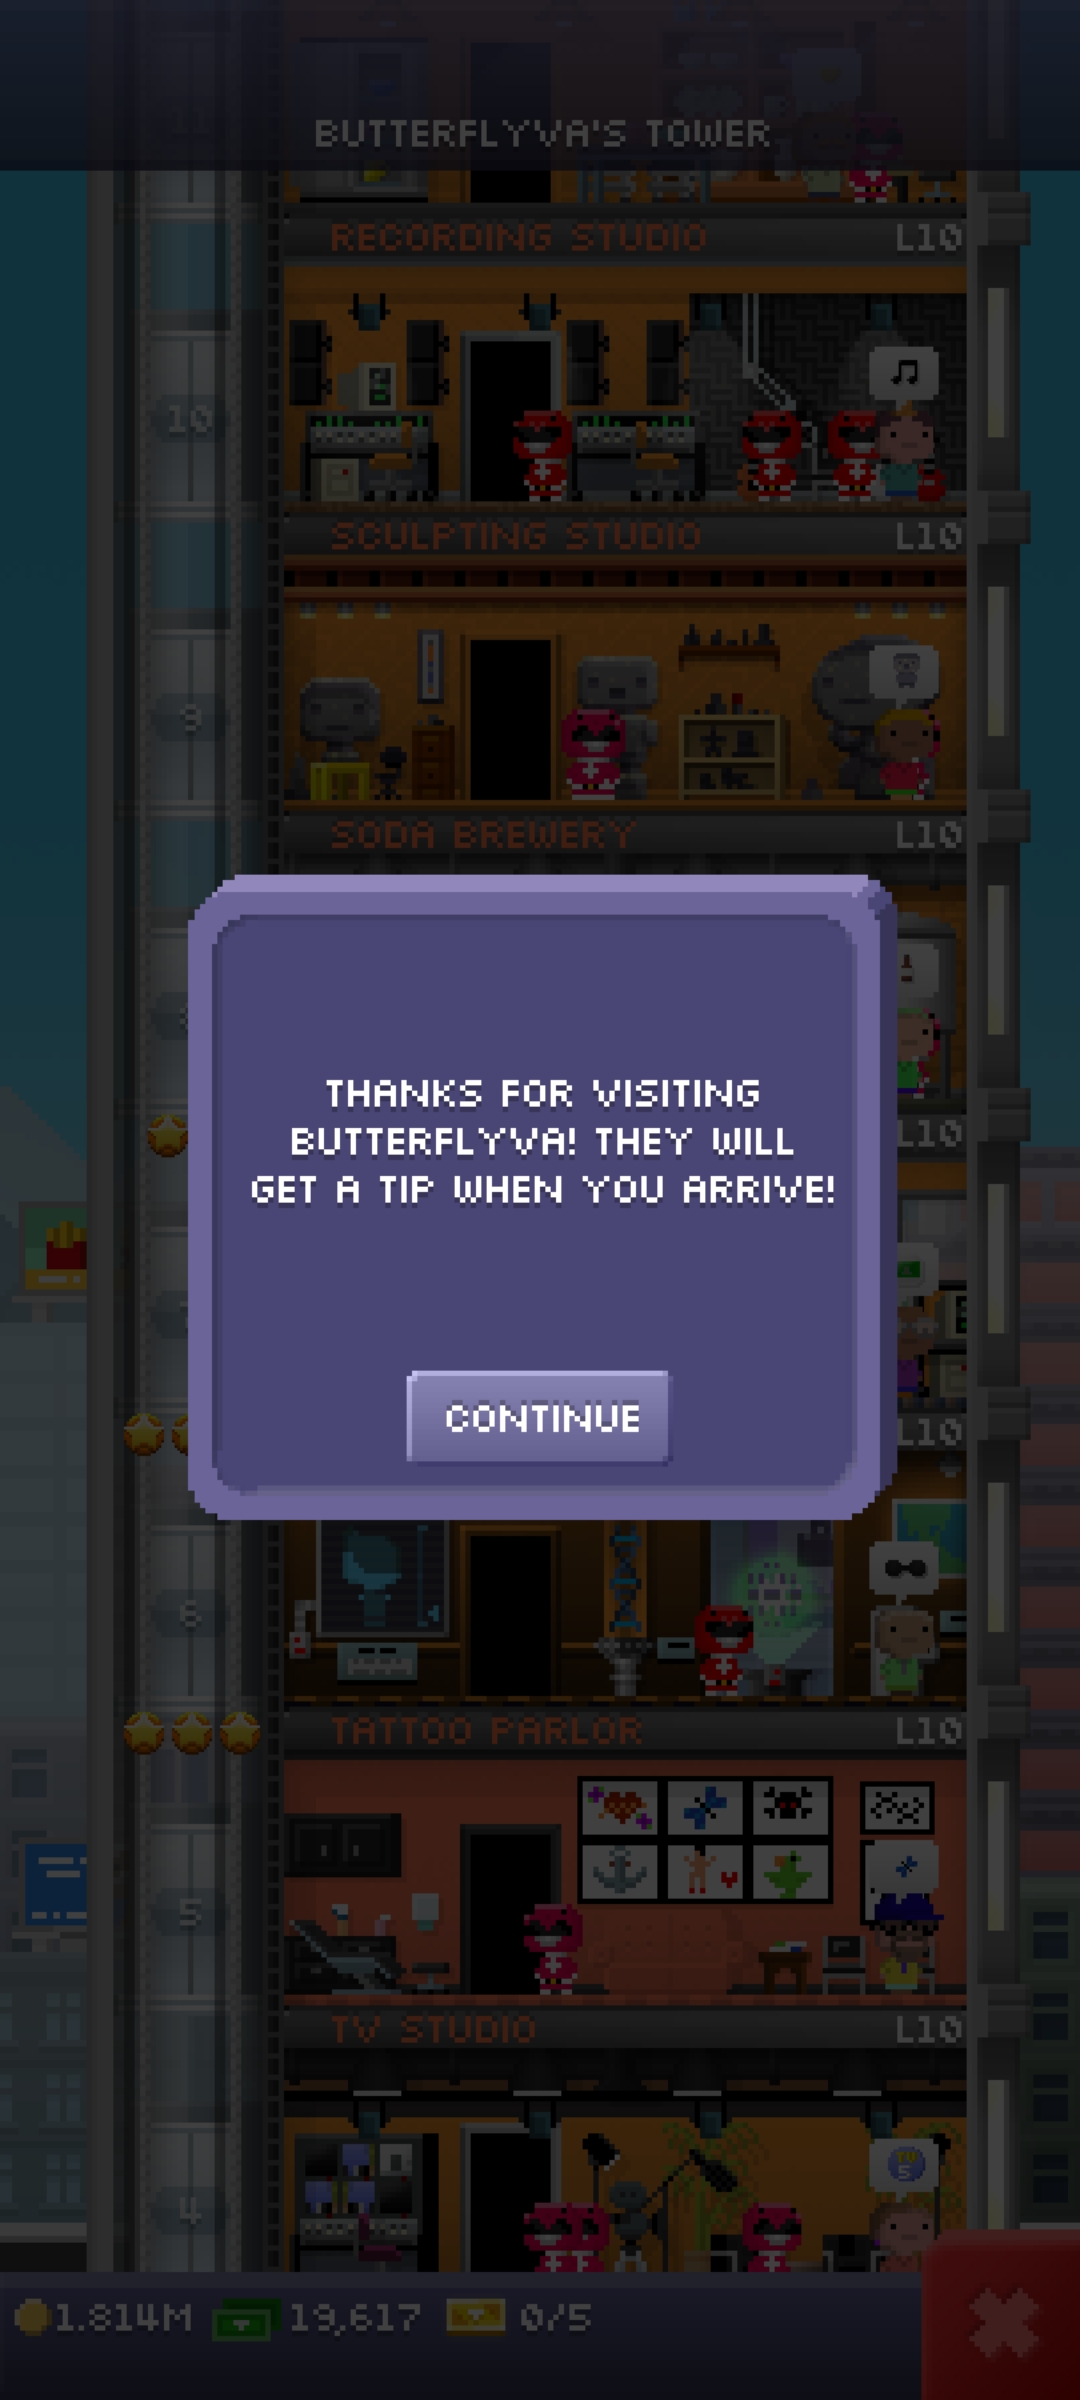 BUTTERFLYVA'S TOWER
RECORDING STUDIO L10
10
SCULPTING STUDIO L10
9
SODA BREWERY L10
L10
THANKS FOR VISITING
BUTTERFLYVA! THEY WILL
GET A TIP WHEN YOU ARRIVE!
CONTINUE
L10
6
TATTOO PARLOR L10
5
TV STUDIO L10
TV
5
4
1.814M 19,617 0/5